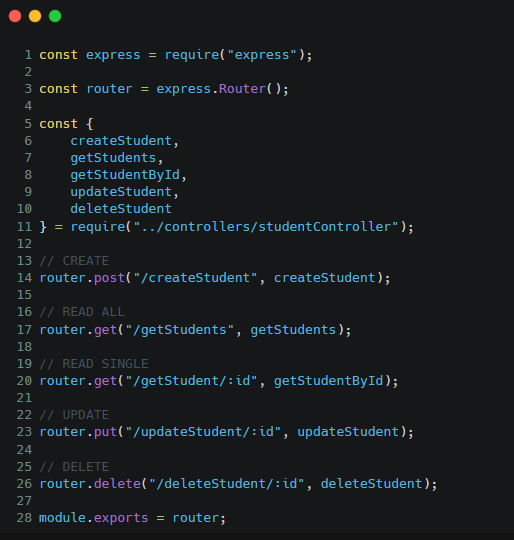 1 const express = require("express");
2
3 const router = express.Router();
4
5 const {
6     createStudent,
7     getStudents,
8     getStudentById,
9     updateStudent,
10     deleteStudent
11 } = require("../controllers/studentController");
12
13 // CREATE
14 router.post("/createStudent", createStudent);
15
16 // READ ALL
17 router.get("/getStudents", getStudents);
18
19 // READ SINGLE
20 router.get("/getStudent/:id", getStudentById);
21
22 // UPDATE
23 router.put("/updateStudent/:id", updateStudent);
24
25 // DELETE
26 router.delete("/deleteStudent/:id", deleteStudent);
27
28 module.exports = router;